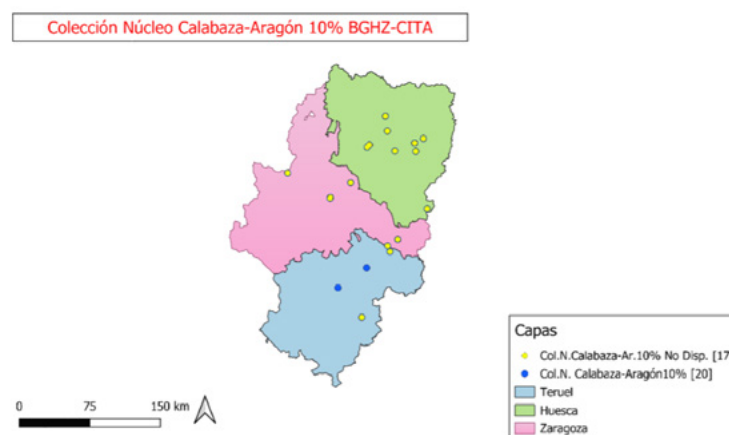 Colección Núcleo Calabaza-Aragón 10% BGHZ-CITA
Capas
Col.N.Calabaza-Ar.10% No Disp. [17
Col.N. Calabaza-Aragón10% [20]
Teruel
Huesca
Zaragoza
0 75 150 km